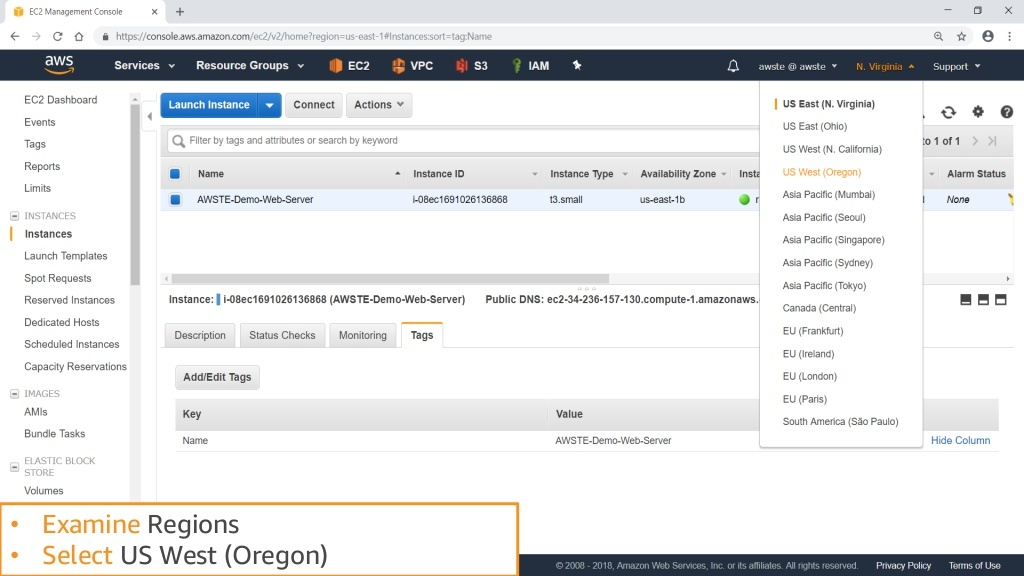 EC2 Management Console
https://console.aws.amazon.com/ec2/v2/home?region=us-east-1#Instances:sort=tag:Name
aws Services Resource Groups EC2 VPC S3 IAM awste @ awste N. Virginia Support
EC2 Dashboard
Events
Tags
Reports
Limits
INSTANCES
Instances
Launch Templates
Spot Requests
Reserved Instances
Dedicated Hosts
Scheduled Instances
Capacity Reservations
IMAGES
AMIs
Bundle Tasks
ELASTIC BLOCK
STORE
Volumes
Launch Instance Connect Actions
Filter by tags and attributes or search by keyword
to 1 of 1
Name Instance ID Instance Type Availability Zone Insta Alarm Status
AWSTE-Demo-Web-Server i-08ec1691026136868 t3.small us-east-1b None
Instance: i-08ec1691026136868 (AWSTE-Demo-Web-Server) Public DNS: ec2-34-236-157-130.compute-1.amazonaws.
Description Status Checks Monitoring Tags
Add/Edit Tags
Key Value
Name AWSTE-Demo-Web-Server Hide Column
US East (N. Virginia)
US East (Ohio)
US West (N. California)
US West (Oregon)
Asia Pacific (Mumbai)
Asia Pacific (Seoul)
Asia Pacific (Singapore)
Asia Pacific (Sydney)
Asia Pacific (Tokyo)
Canada (Central)
EU (Frankfurt)
EU (Ireland)
EU (London)
EU (Paris)
South America (São Paulo)
• Examine Regions
• Select US West (Oregon)
© 2008 - 2018, Amazon Web Services, Inc. or its affiliates. All rights reserved. Privacy Policy Terms of Use